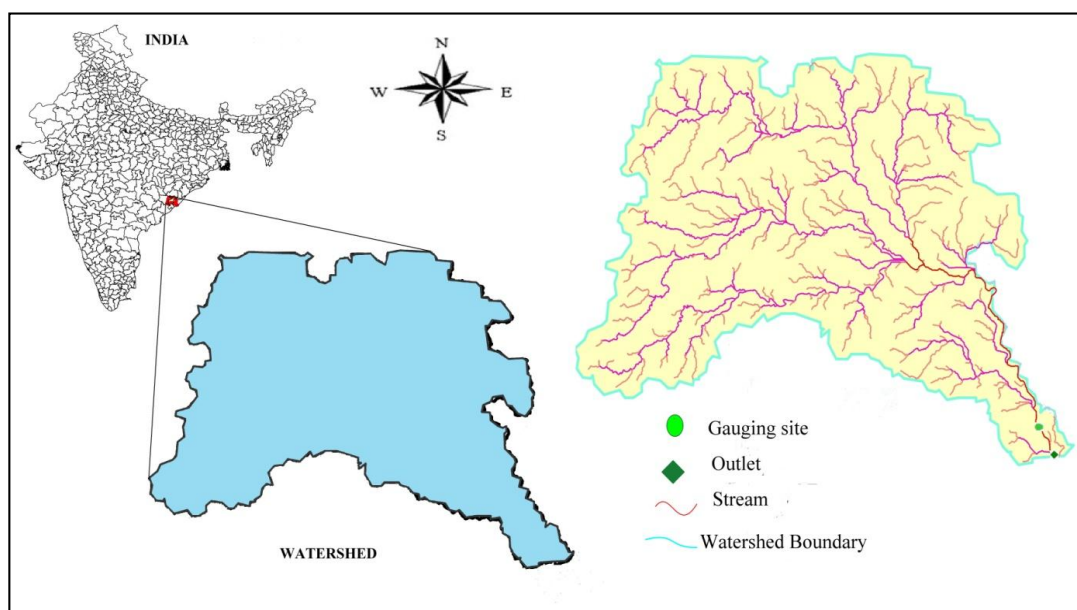 INDIA
N
W
E
S
Gauging site
Outlet
Stream
Watershed Boundary
WATERSHED